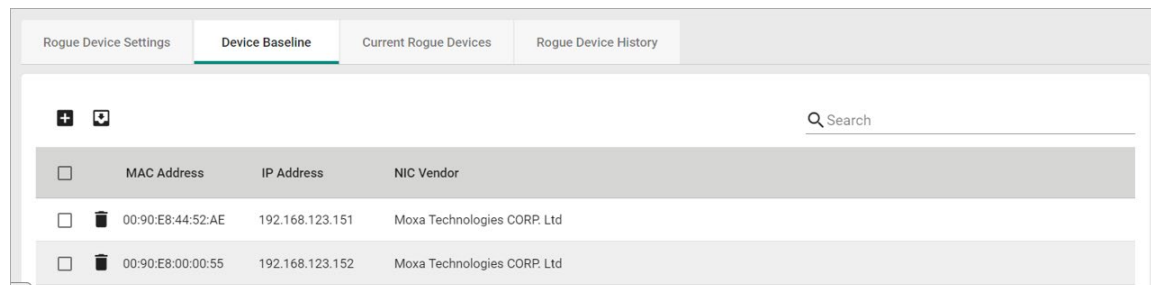 Rogue Device Settings Device Baseline Current Rogue Devices Rogue Device History
Search
MAC Address IP Address NIC Vendor
00:90:E8:44:52:AE 192.168.123.151 Moxa Technologies CORP. Ltd
00:90:E8:00:00:55 192.168.123.152 Moxa Technologies CORP. Ltd